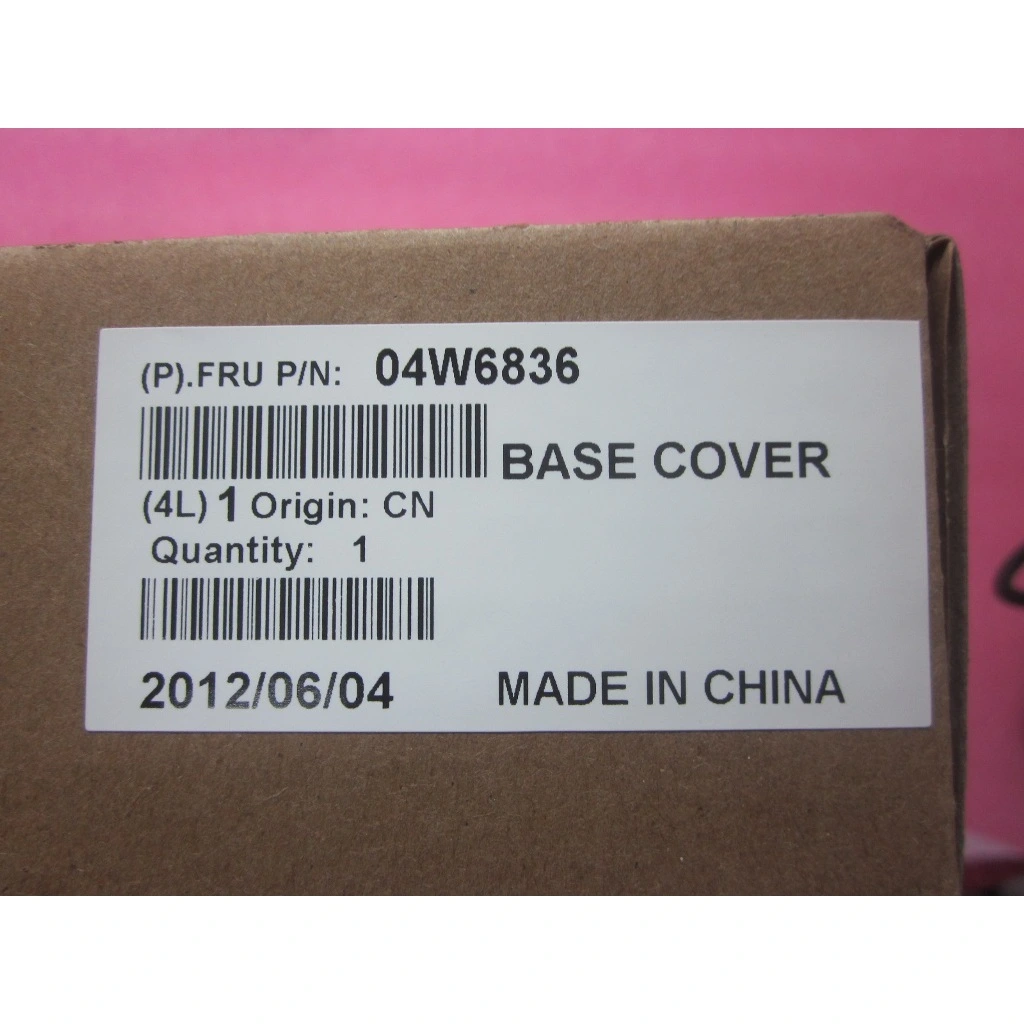 (P).FRU P/N: 04W6836
BASE COVER
(4L) 1 Origin: CN
Quantity: 1
2012/06/04 MADE IN CHINA